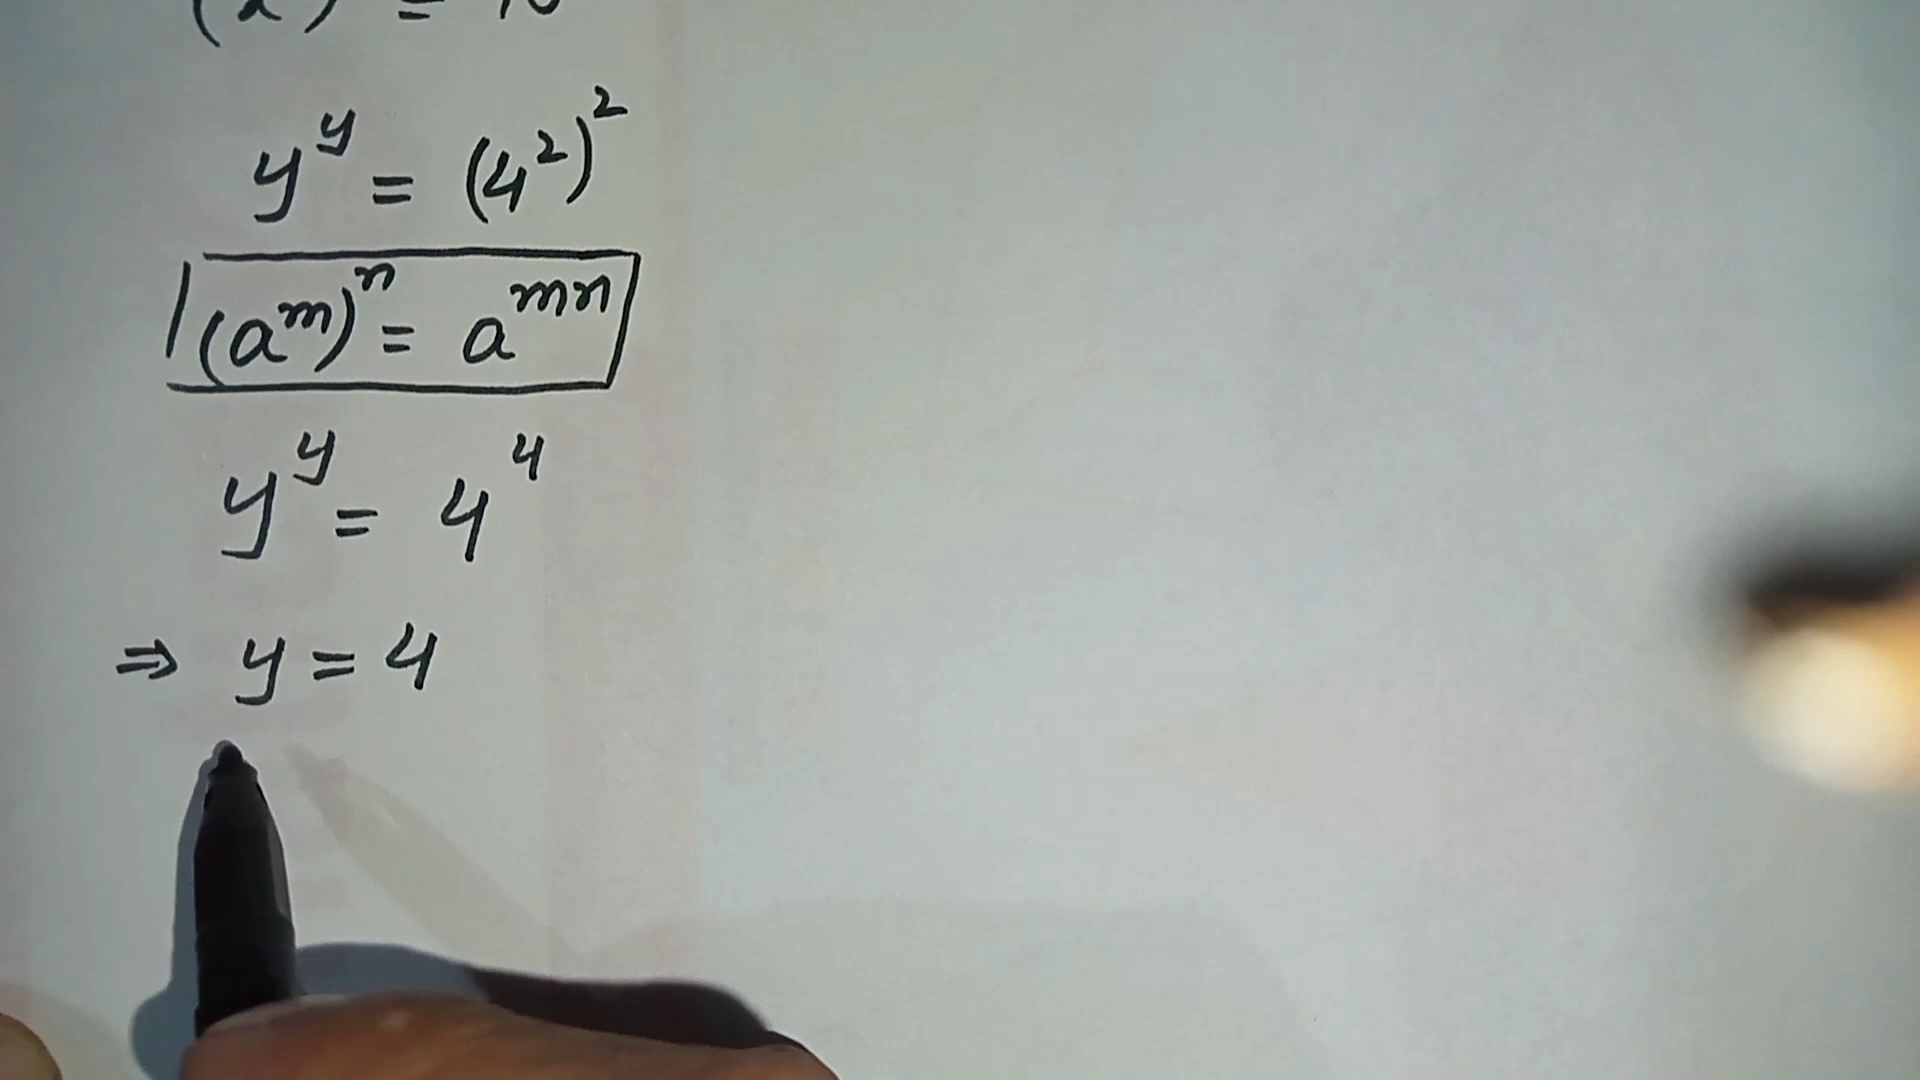 y^y = (4^2)^2
(a^m)^n = a^{mn}
y^y = 4^4
⇒ y = 4